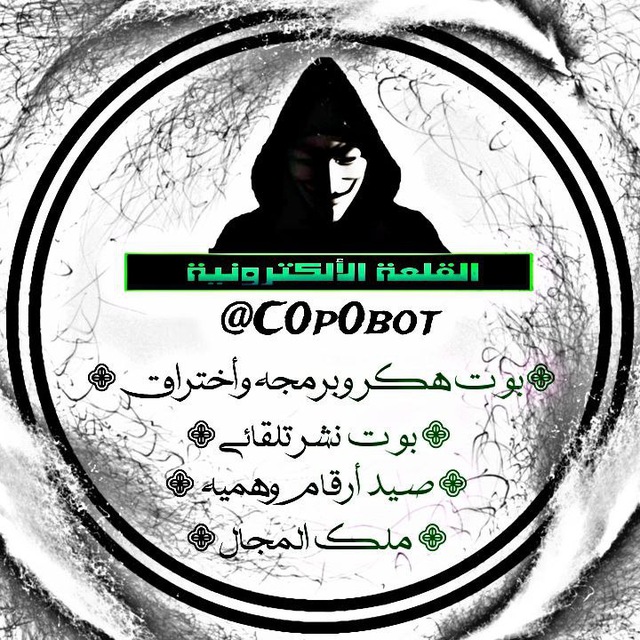 القلعة الألكترونية
@C0p0bot
بوت هكر وبرمجه وأختراق
بوت نشر تلقائي
صيد أرقام وهميه
ملك المجال